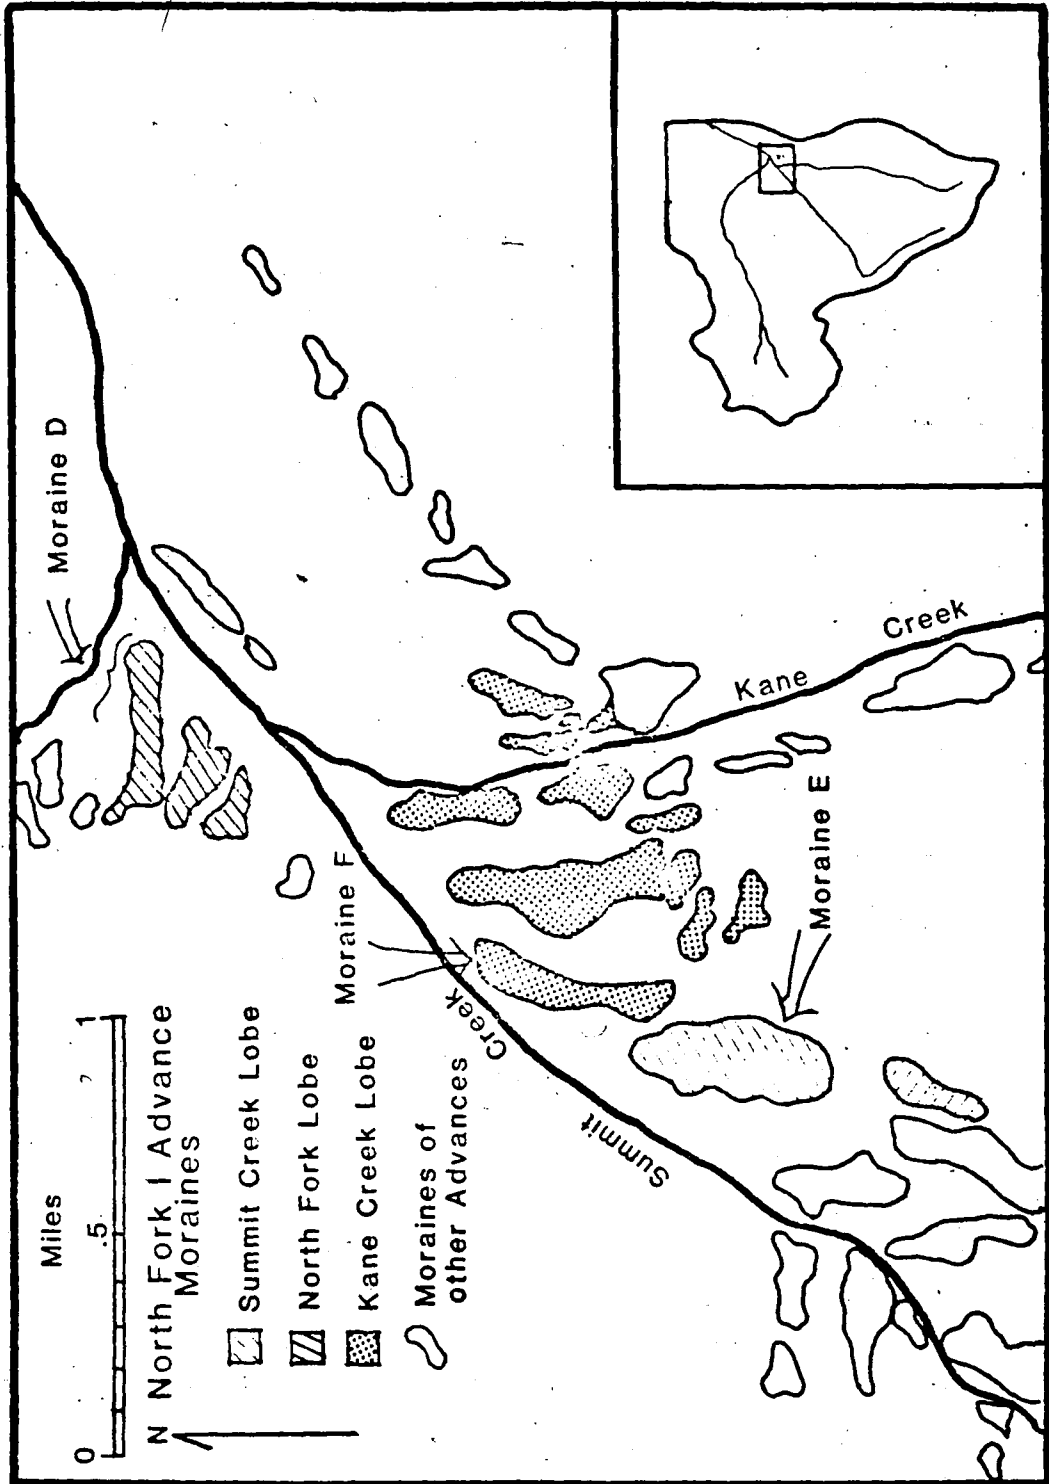 Miles
0 .5 1
N North Fork I Advance
Moraines
Summit Creek Lobe
North Fork Lobe
Kane Creek Lobe
Moraines of
other Advances
Moraine D
Moraine F
Moraine E
Summit Creek
Kane Creek